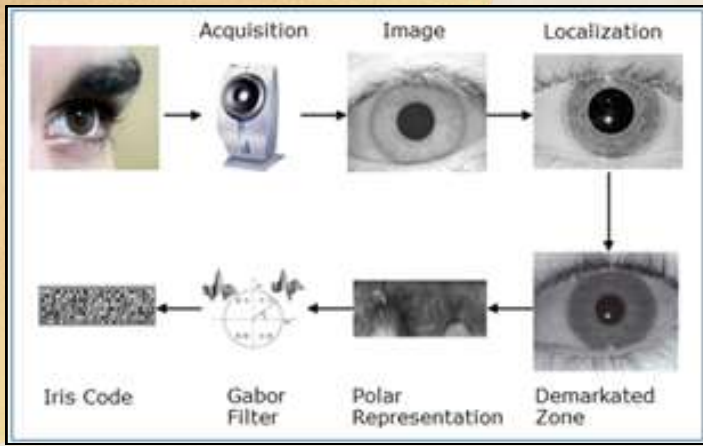 Acquisition
Image
Localization
Iris Code
Gabor
Filter
Polar
Representation
Demarkated
Zone